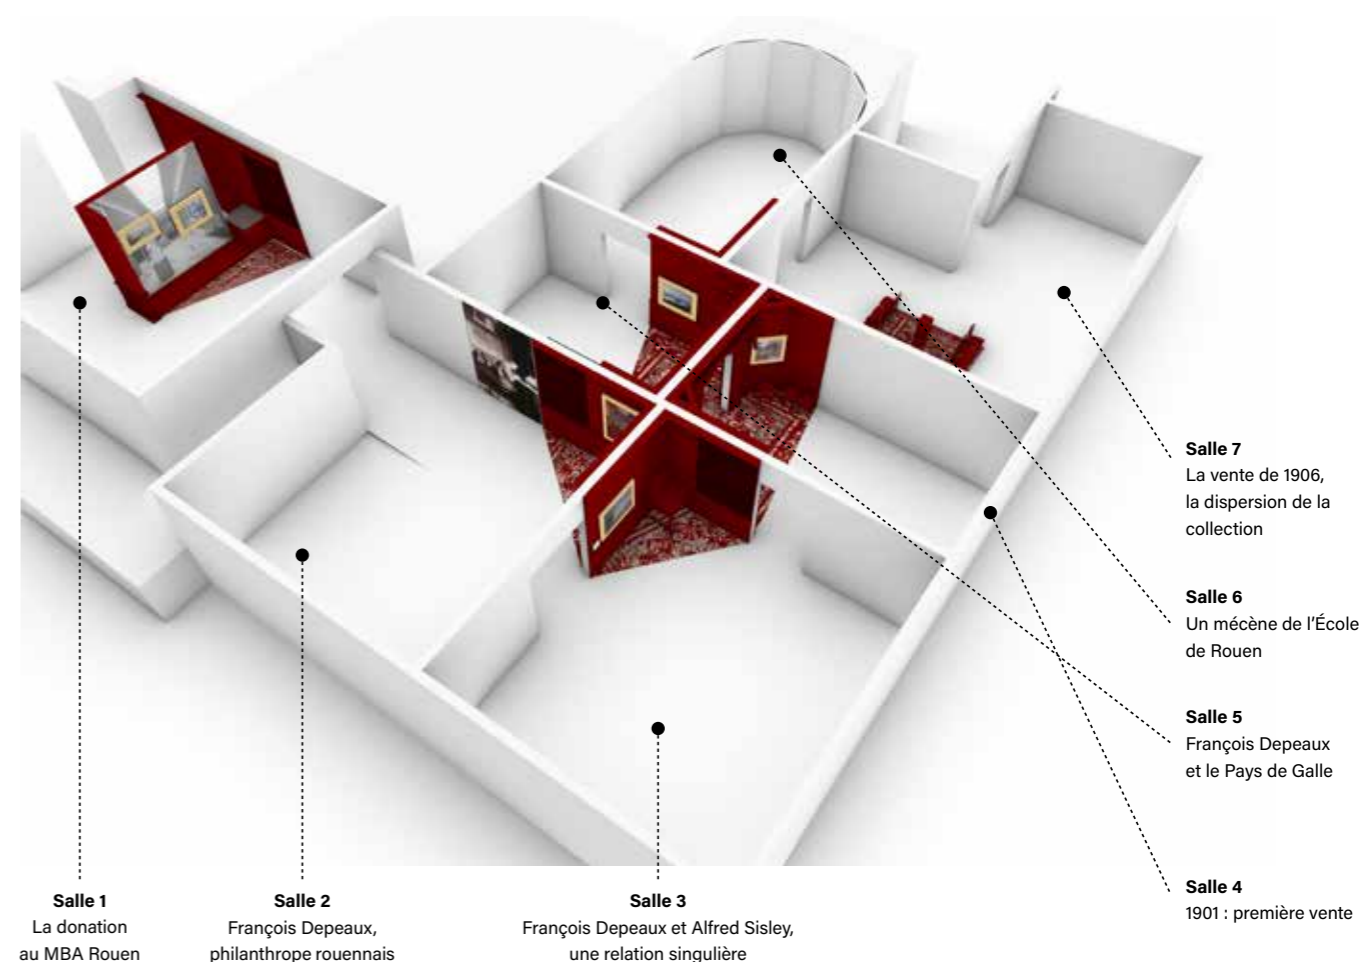 Salle 7
La vente de 1906,
la dispersion de la
collection
Salle 6
Un mécène de l'École
de Rouen
Salle 5
François Depeaux
et le Pays de Galle
Salle 4
1901 : première vente
Salle 1
La donation
au MBA Rouen
Salle 2
François Depeaux,
philanthrope rouennais
Salle 3
François Depeaux et Alfred Sisley,
une relation singulière